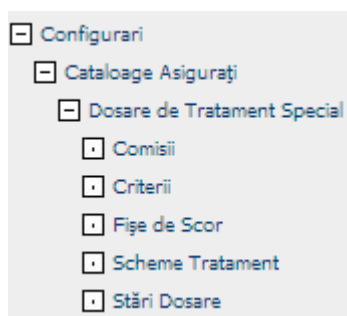 Configurari
Cataloage Asiguraţi
Dosare de Tratament Special
Comisii
Criterii
Fişe de Scor
Scheme Tratament
Stări Dosare